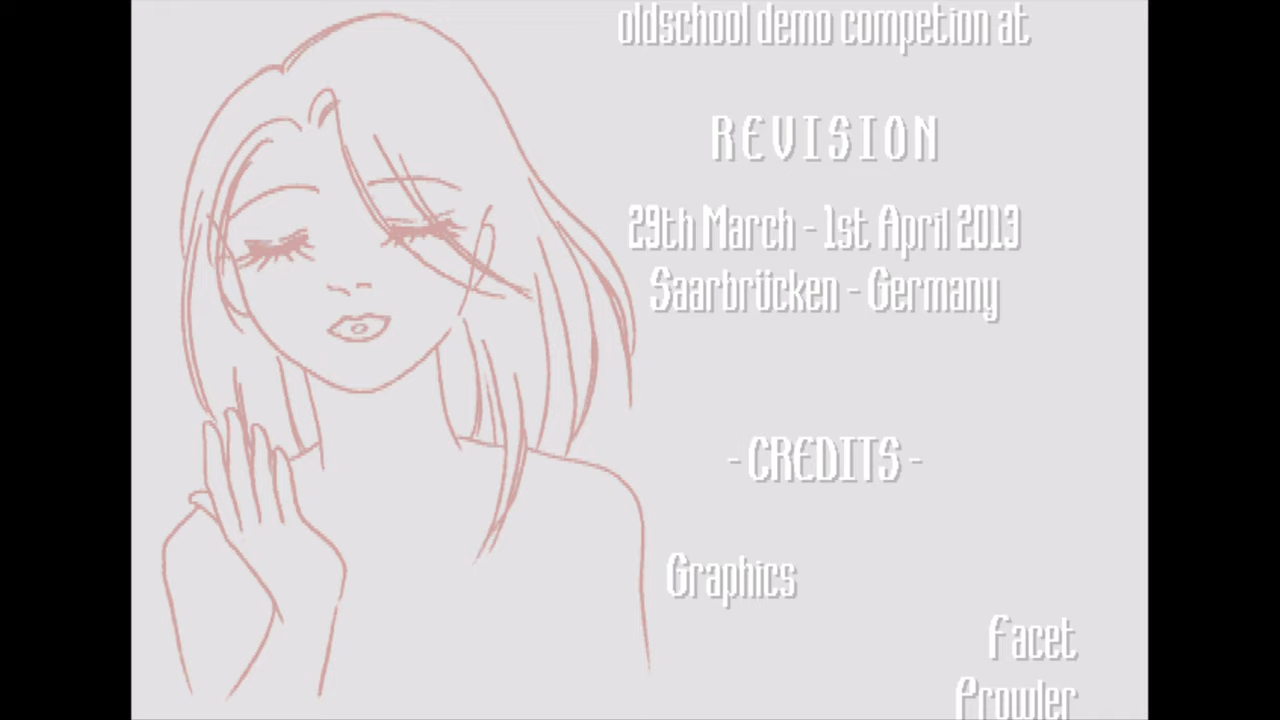 oldschool demo competion at
REVISION
29th March - 1st April 2013
Saarbrücken - Germany
- CREDITS -
Graphics
Facet
Prowler